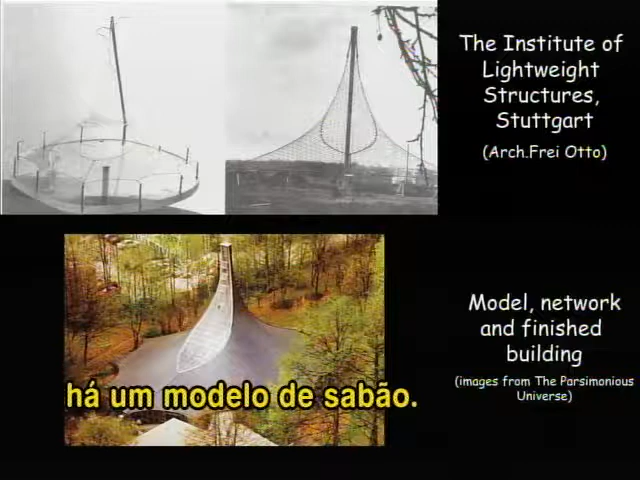 The Institute of
Lightweight
Structures,
Stuttgart
(Arch.Frei Otto)
Model, network
and finished
building
(images from The Parsimonious
Universe)
há um modelo de sabão.